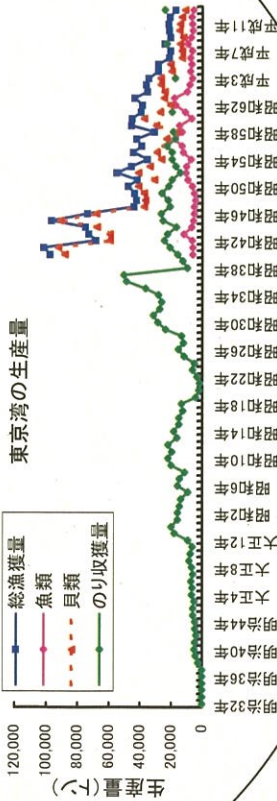 東京湾の生産量
総漁獲量
魚類
貝類
のり収獲量
生産量(トン)
120,000
100,000
80,000
60,000
40,000
20,000
0
明治32年
明治36年
明治40年
明治44年
大正4年
大正8年
大正12年
昭和2年
昭和6年
昭和10年
昭和14年
昭和18年
昭和22年
昭和26年
昭和30年
昭和34年
昭和38年
昭和42年
昭和46年
昭和50年
昭和54年
昭和58年
昭和62年
平成3年
平成7年
平成11年